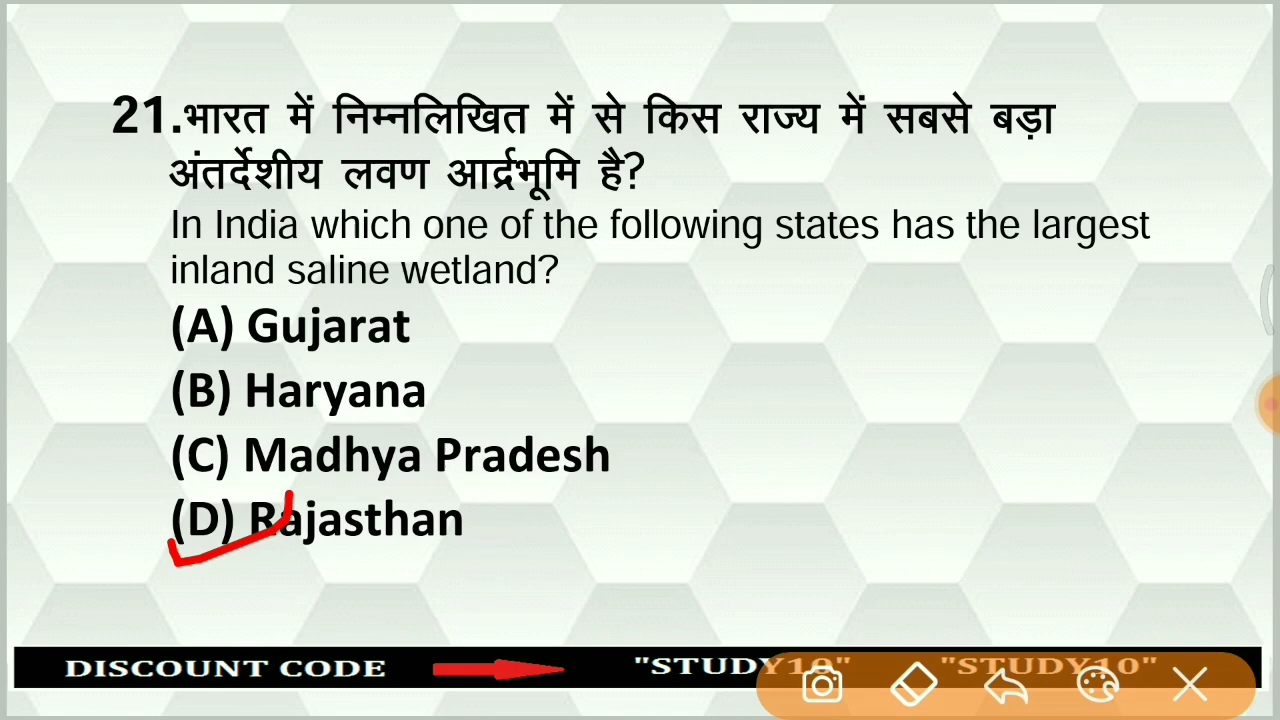 21.भारत में निम्नलिखित में से किस राज्य में सबसे बड़ा
अंतर्देशीय लवण आर्द्रभूमि है?
In India which one of the following states has the largest
inland saline wetland?
(A) Gujarat
(B) Haryana
(C) Madhya Pradesh
(D) Rajasthan
DISCOUNT CODE "STUDY10" "STUDY10"